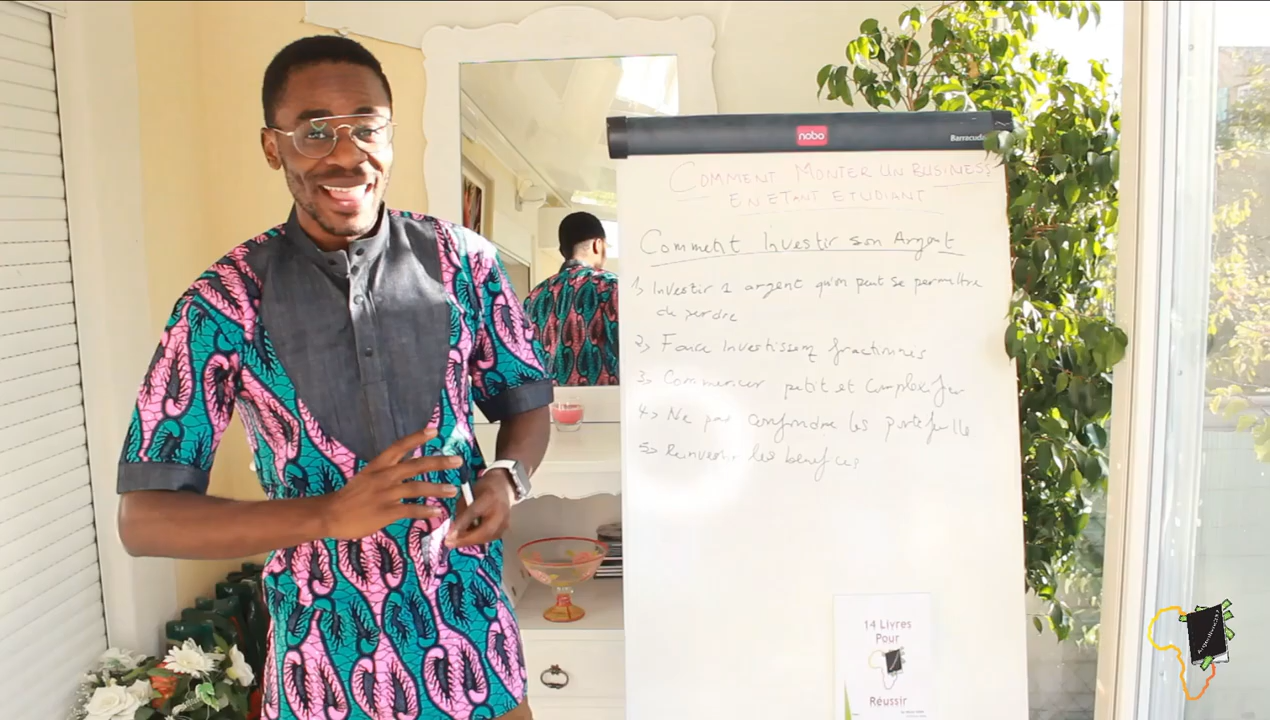 nobo
Barracuda
COMMENT MONTER UN BUSINESS
EN ETANT ETUDIANT
Comment Investir son Argent
1) Investir 1 argent qu'on peut se permettre
de perdre
2) Faire fractionnes
3) Commencer petit et
4) Ne pas confondre les portefeuille
5) Reinvestir les benefices
14 Livres
Pour
Réussir